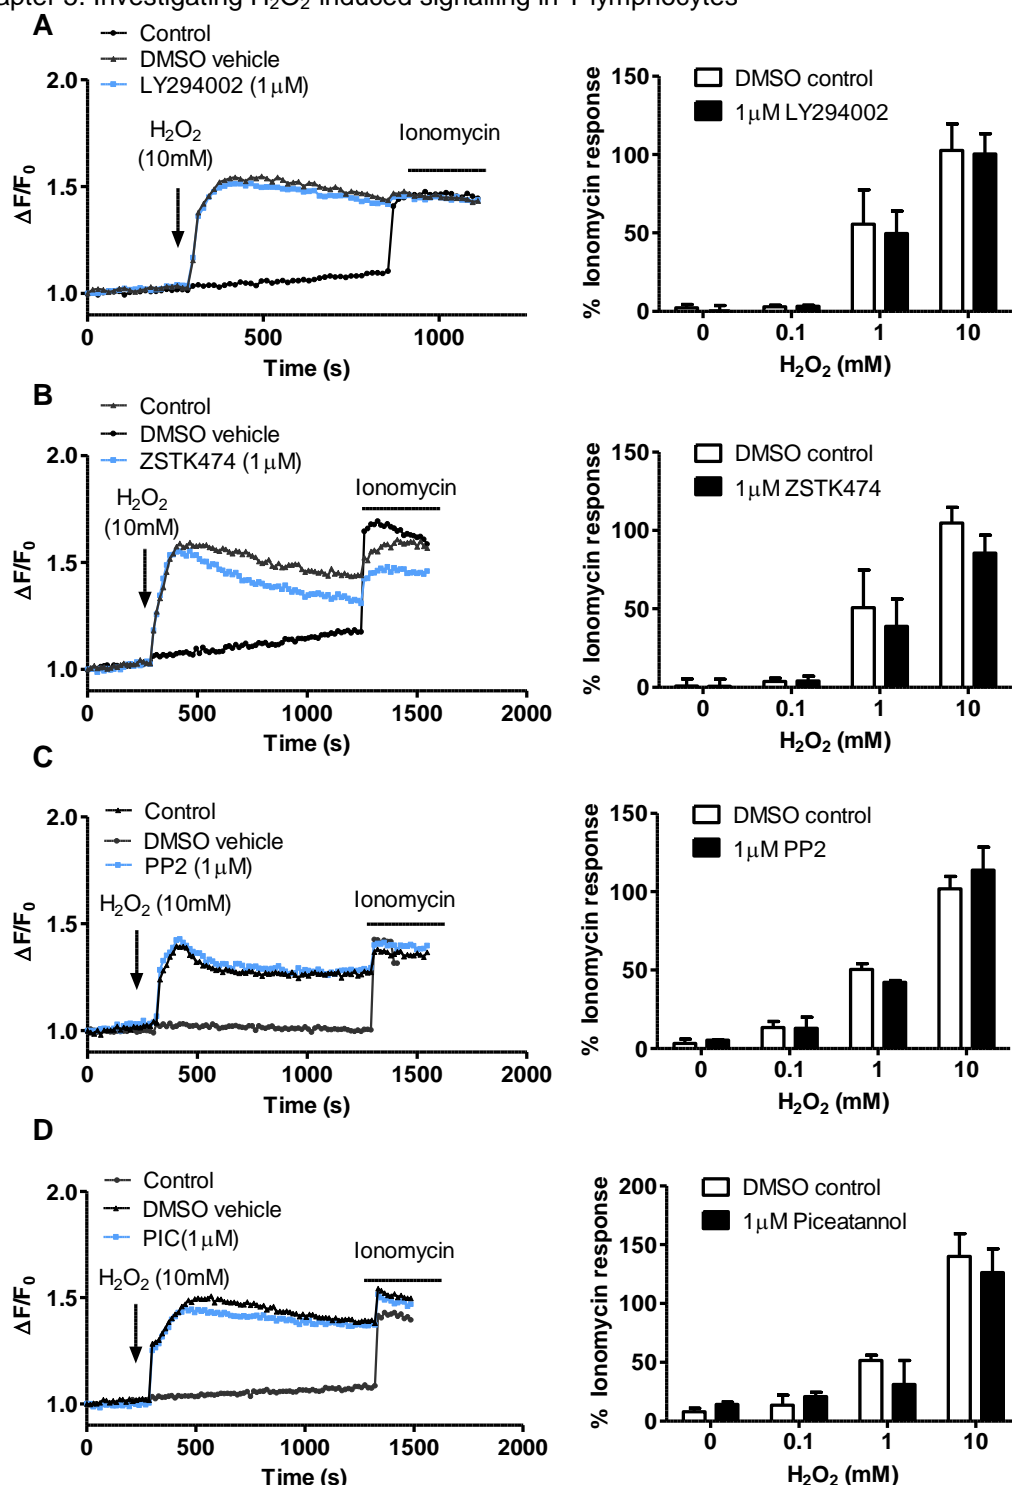 apter 3: Investigating H₂O₂ induced signalling in T lymphocytes
A
Control
DMSO vehicle
LY294002 (1μM)
2.0
1.5
1.0
ΔF/F₀
H₂O₂
(10mM)
Ionomycin
0 500 1000
Time (s)
150
100
50
0
% Ionomycin response
DMSO control
1μM LY294002
0 0.1 1 10
H₂O₂ (mM)
B
Control
DMSO vehicle
ZSTK474 (1μM)
2.0
1.5
1.0
ΔF/F₀
H₂O₂
(10mM)
Ionomycin
0 500 1000 1500 2000
Time (s)
150
100
50
0
% Ionomycin response
DMSO control
1μM ZSTK474
0 0.1 1 10
H₂O₂ (mM)
C
Control
DMSO vehicle
PP2 (1μM)
2.0
1.5
1.0
ΔF/F₀
H₂O₂ (10mM)
Ionomycin
0 500 1000 1500 2000
Time (s)
150
100
50
0
% Ionomycin response
DMSO control
1μM PP2
0 0.1 1 10
H₂O₂ (mM)
D
Control
DMSO vehicle
PIC(1μM)
2.0
1.5
1.0
ΔF/F₀
H₂O₂ (10mM)
Ionomycin
0 500 1000 1500 2000
Time (s)
200
150
100
50
0
% Ionomycin response
DMSO control
1μM Piceatannol
0 0.1 1 10
H₂O₂ (mM)